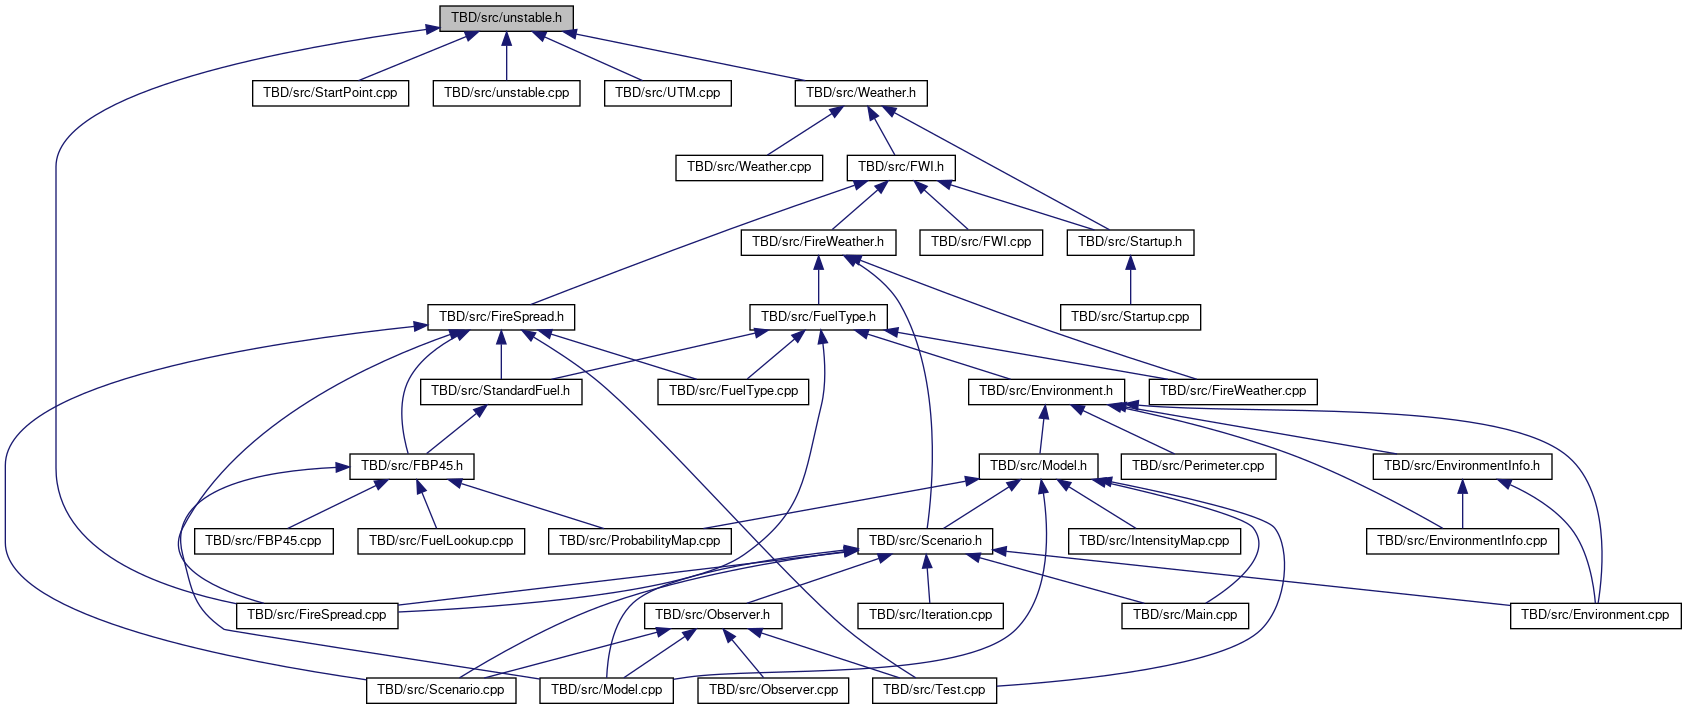 TBD/src/unstable.h
TBD/src/StartPoint.cpp
TBD/src/unstable.cpp
TBD/src/UTM.cpp
TBD/src/Weather.h
TBD/src/Weather.cpp
TBD/src/FWI.h
TBD/src/FireWeather.h
TBD/src/FWI.cpp
TBD/src/Startup.h
TBD/src/FireSpread.h
TBD/src/FuelType.h
TBD/src/Startup.cpp
TBD/src/StandardFuel.h
TBD/src/FuelType.cpp
TBD/src/Environment.h
TBD/src/FireWeather.cpp
TBD/src/FBP45.h
TBD/src/Model.h
TBD/src/Perimeter.cpp
TBD/src/EnvironmentInfo.h
TBD/src/FBP45.cpp
TBD/src/FuelLookup.cpp
TBD/src/ProbabilityMap.cpp
TBD/src/Scenario.h
TBD/src/IntensityMap.cpp
TBD/src/EnvironmentInfo.cpp
TBD/src/FireSpread.cpp
TBD/src/Observer.h
TBD/src/Iteration.cpp
TBD/src/Main.cpp
TBD/src/Environment.cpp
TBD/src/Scenario.cpp
TBD/src/Model.cpp
TBD/src/Observer.cpp
TBD/src/Test.cpp